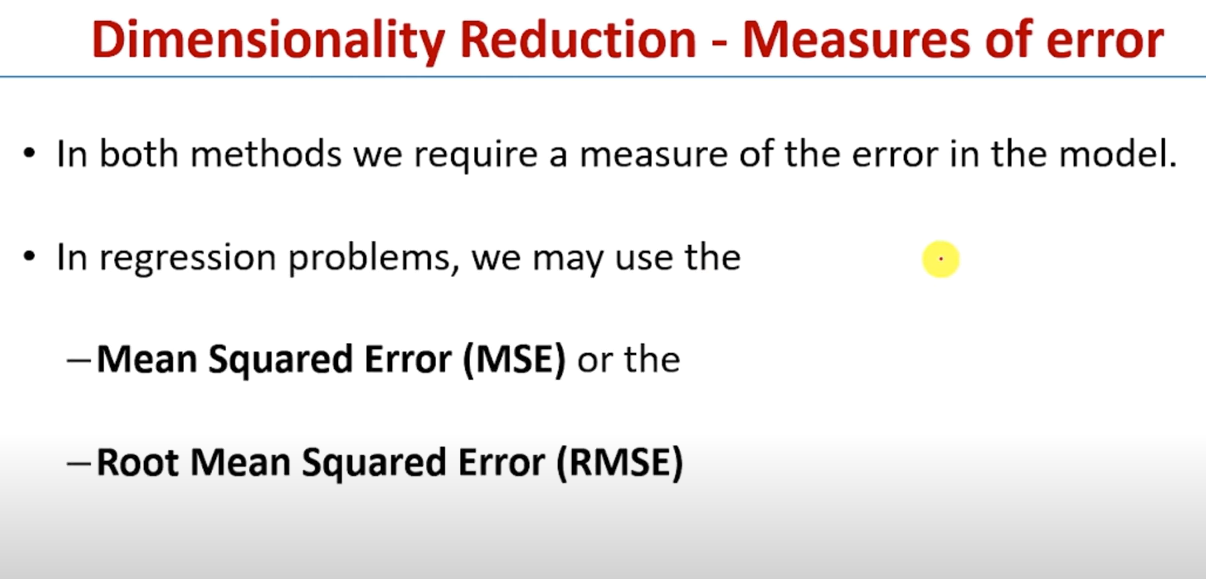 Dimensionality Reduction - Measures of error
• In both methods we require a measure of the error in the model.
• In regression problems, we may use the
–Mean Squared Error (MSE) or the
–Root Mean Squared Error (RMSE)